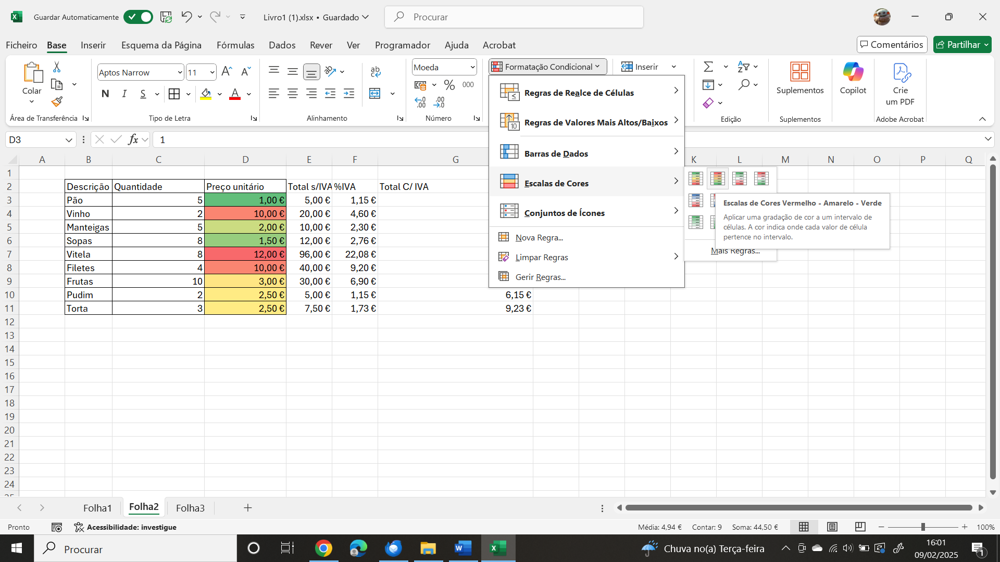 Guardar Automaticamente
Livro1 (1).xlsx • Guardado
Procurar
Ficheiro Base Inserir Esquema da Página Fórmulas Dados Rever Ver Programador Ajuda Acrobat
Comentários
Partilhar
Colar
Área de Transferência
Aptos Narrow 11
N I S
Tipo de Letra
Alinhamento
Moeda
% 000
Número
Formatação Condicional
Inserir
Edição
Suplementos
Suplementos
Copilot
Crie
um PDF
Adobe Acrobat
Regras de Realce de Células
Regras de Valores Mais Altos/Baixos
Barras de Dados
Escalas de Cores
Conjuntos de Ícones
Nova Regra...
Limpar Regras
Gerir Regras...
Escalas de Cores Vermelho - Amarelo - Verde
Aplicar uma gradação de cor a um intervalo de
células. A cor indica onde cada valor de célula
pertence no intervalo.
Mais Regras...
D3 fx 1
A B C D E F G K L M N O P Q
1
2 Descrição Quantidade Preço unitário Total s/IVA %IVA Total C/ IVA
3 Pão 5 1,00 € 5,00 € 1,15 €
4 Vinho 2 10,00 € 20,00 € 4,60 €
5 Manteigas 5 2,00 € 10,00 € 2,30 €
6 Sopas 8 1,50 € 12,00 € 2,76 €
7 Vitela 8 12,00 € 96,00 € 22,08 €
8 Filetes 4 10,00 € 40,00 € 9,20 €
9 Frutas 10 3,00 € 30,00 € 6,90 €
10 Pudim 2 2,50 € 5,00 € 1,15 € 6,15 €
11 Torta 3 2,50 € 7,50 € 1,73 € 9,23 €
12
13
14
15
16
17
18
19
20
21
22
23
24
Folha1 Folha2 Folha3
Pronto
Acessibilidade: investigue
Média: 4,94 € Contar: 9 Soma: 44,50 €
100%
Procurar
Chuva no(a) Terça-feira
16:01
09/02/2025
1